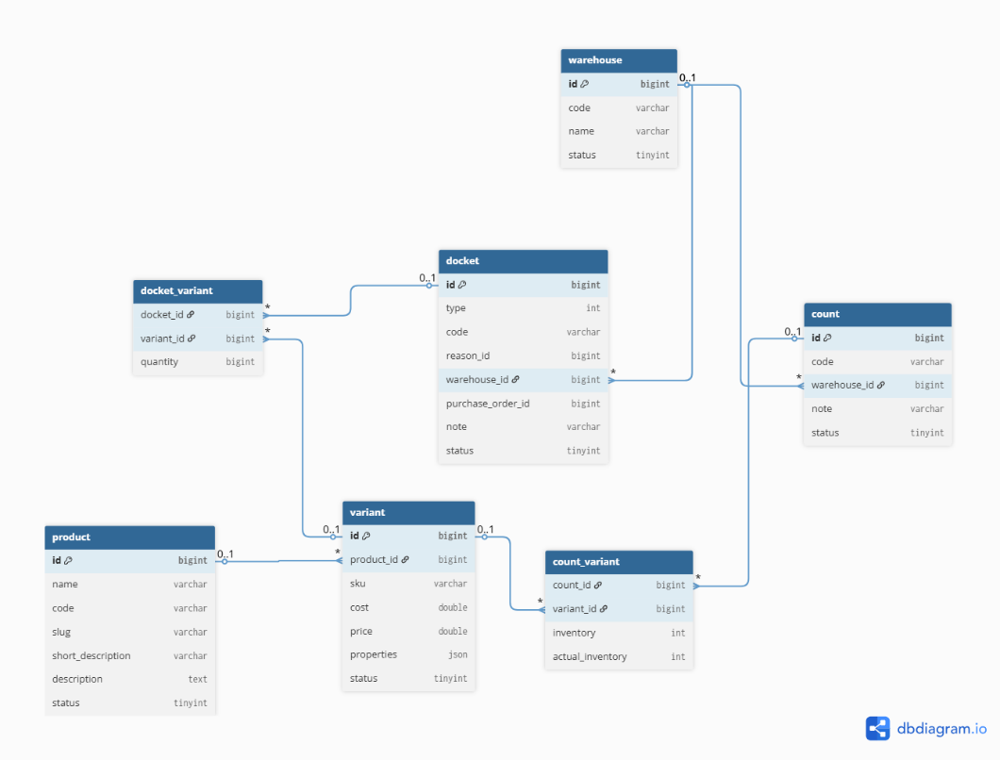 warehouse
id bigint
code varchar
name varchar
status tinyint
0..1
docket
id bigint
type int
code varchar
reason_id bigint
warehouse_id bigint
purchase_order_id bigint
note varchar
status tinyint
0..1
*
docket_variant
docket_id bigint
variant_id bigint
quantity bigint
*
*
count
id bigint
code varchar
warehouse_id bigint
note varchar
status tinyint
0..1
*
variant
id bigint
product_id bigint
sku varchar
cost double
price double
properties json
status tinyint
0..1
0..1
*
product
id bigint
name varchar
code varchar
slug varchar
short_description varchar
description text
status tinyint
0..1
count_variant
count_id bigint
variant_id bigint
inventory int
actual_inventory int
*
*
dbdiagram.io